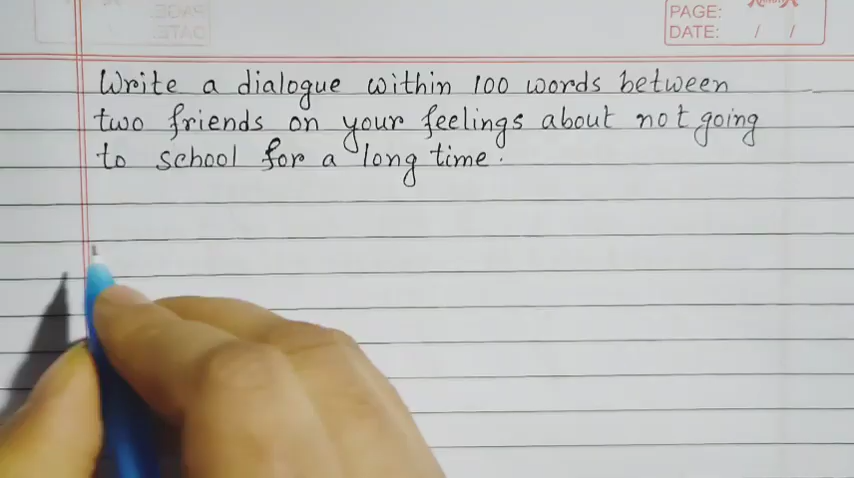 PAGE:
DATE: / /
Write a dialogue within 100 words between
two friends on your feelings about not going
to school for a long time.